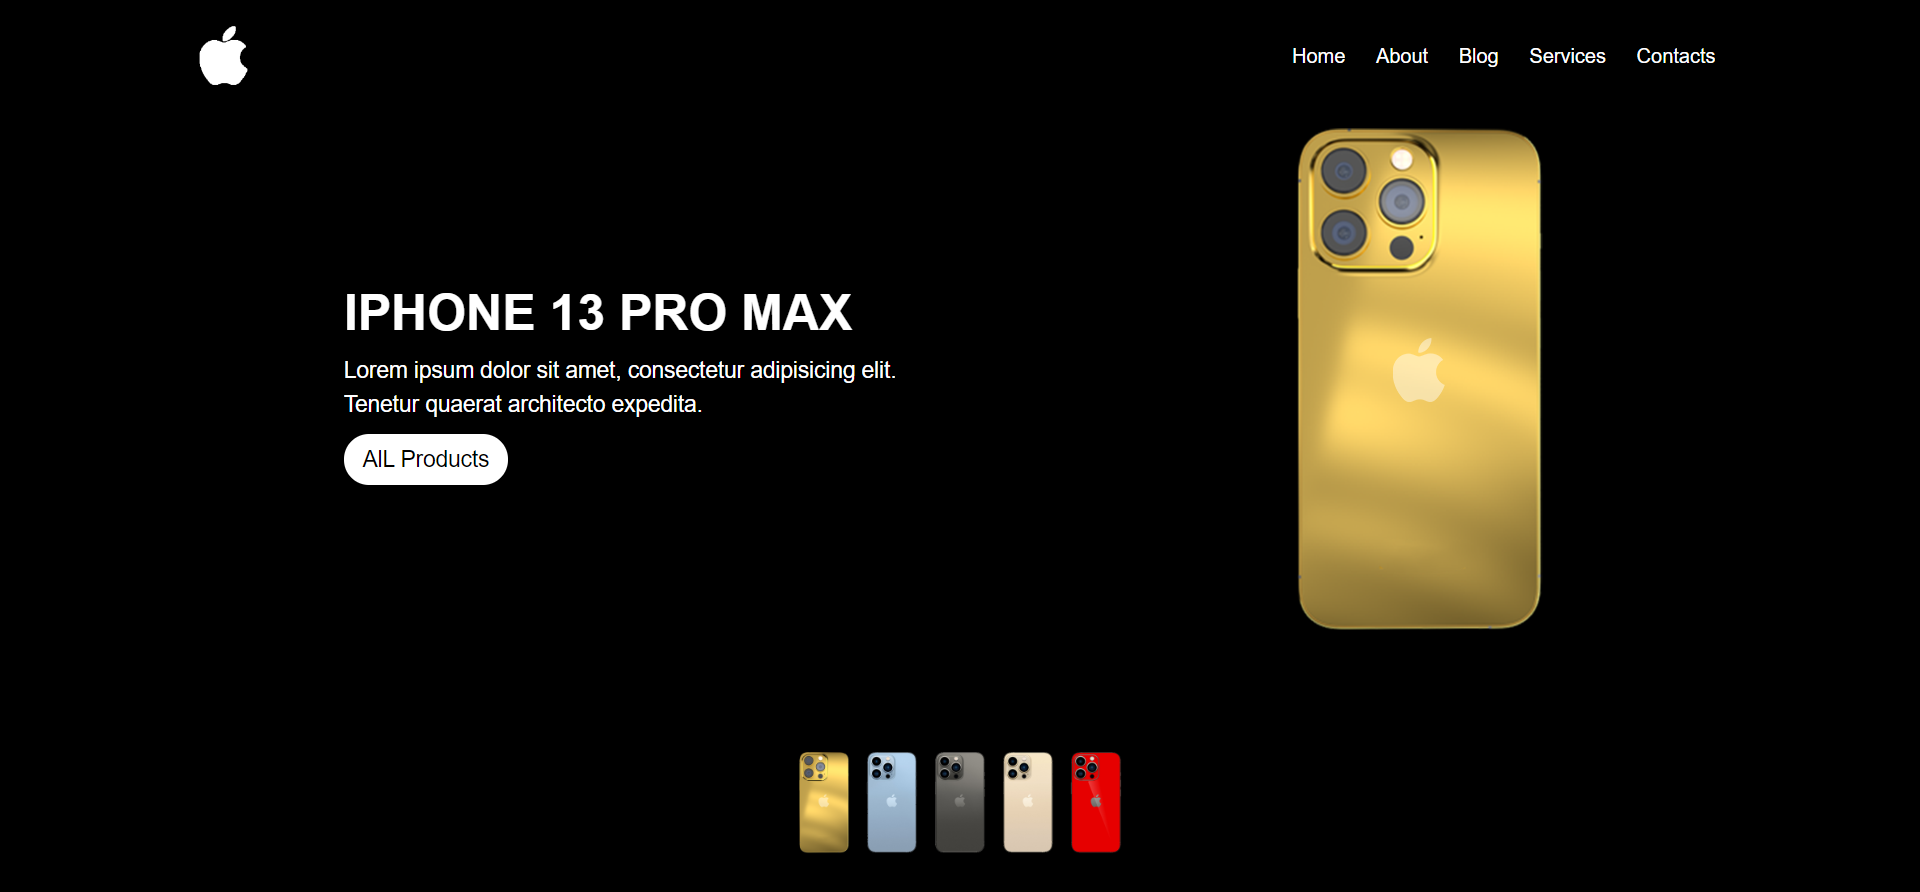 Home About Blog Services Contacts
IPHONE 13 PRO MAX
Lorem ipsum dolor sit amet, consectetur adipisicing elit.
Tenetur quaerat architecto expedita.
AlL Products